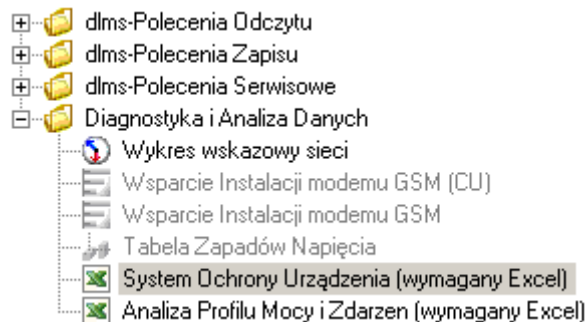 dlms-Polecenia Odczytu
dlms-Polecenia Zapisu
dlms-Polecenia Serwisowe
Diagnostyka i Analiza Danych
Wykres wskazowy sieci
Wsparcie Instalacji modemu GSM (CU)
Wsparcie Instalacji modemu GSM
Tabela Zapadów Napięcia
System Ochrony Urządzenia (wymagany Excel)
Analiza Profilu Mocy i Zdarzen (wymagany Excel)